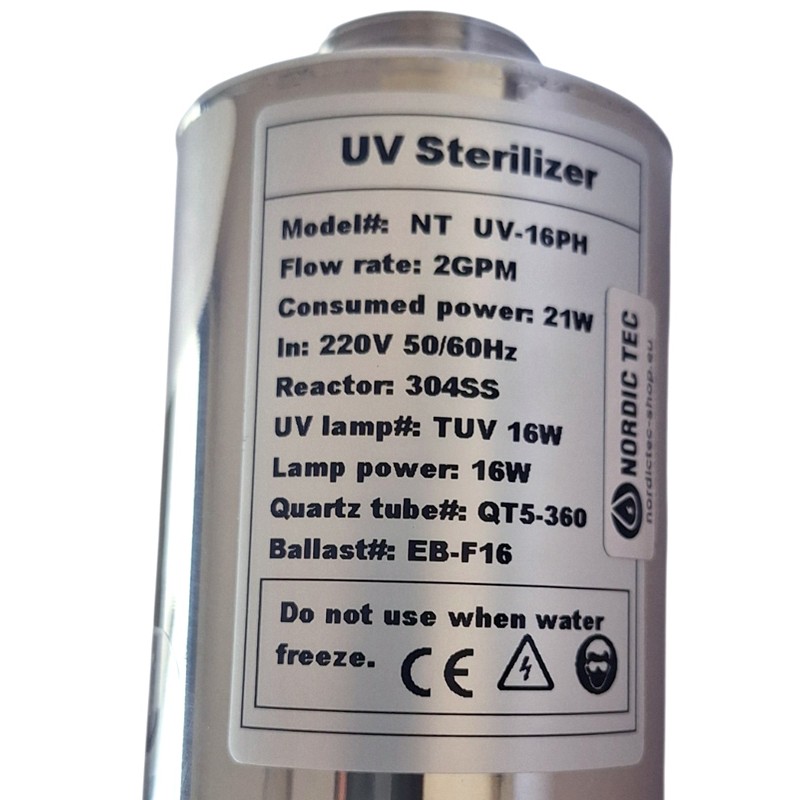 UV Sterilizer
Model#: NT UV-16PH
Flow rate: 2GPM
Consumed power: 21W
In: 220V 50/60Hz
Reactor: 304SS
UV lamp#: TUV 16W
Lamp power: 16W
Quartz tube#: QT5-360
Ballast#: EB-F16
Do not use when water
freeze. CE
NORDIC TEC
nordictec-shop.eu